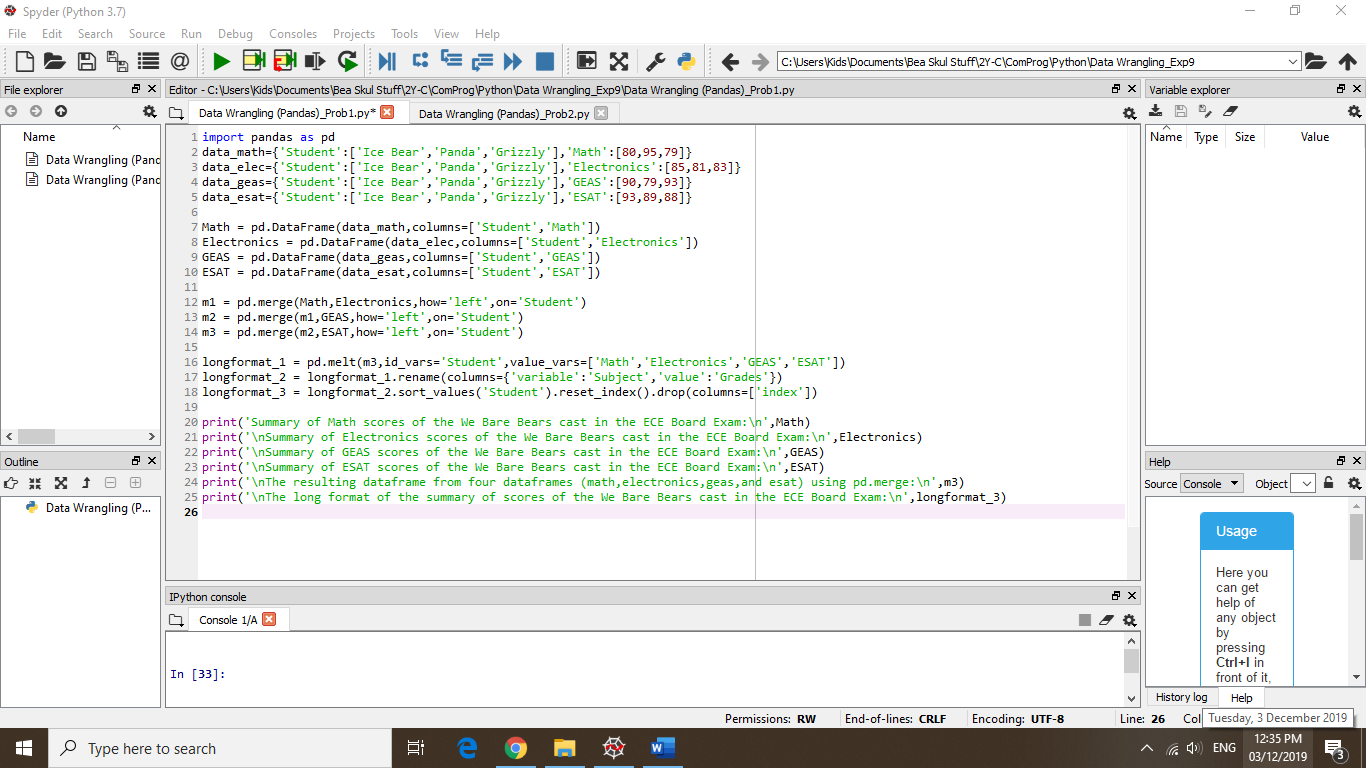 Spyder (Python 3.7)
File Edit Search Source Run Debug Consoles Projects Tools View Help
C:\Users\Kids\Documents\Bea Skul Stuff\2Y-C\ComProg\Python\Data Wrangling_Exp9
File explorer
Name
Data Wrangling (Pand
Data Wrangling (Pand
Outline
Data Wrangling (P...
Editor - C:\Users\Kids\Documents\Bea Skul Stuff\2Y-C\ComProg\Python\Data Wrangling_Exp9\Data Wrangling (Pandas)_Prob1.py
Data Wrangling (Pandas)_Prob1.py* Data Wrangling (Pandas)_Prob2.py
1 import pandas as pd
2 data_math={'Student':['Ice Bear','Panda','Grizzly'],'Math':[80,95,79]}
3 data_elec={'Student':['Ice Bear','Panda','Grizzly'],'Electronics':[85,81,83]}
4 data_geas={'Student':['Ice Bear','Panda','Grizzly'],'GEAS':[90,79,93]}
5 data_esat={'Student':['Ice Bear','Panda','Grizzly'],'ESAT':[93,89,88]}
6
7 Math = pd.DataFrame(data_math,columns=['Student','Math'])
8 Electronics = pd.DataFrame(data_elec,columns=['Student','Electronics'])
9 GEAS = pd.DataFrame(data_geas,columns=['Student','GEAS'])
10 ESAT = pd.DataFrame(data_esat,columns=['Student','ESAT'])
11
12 m1 = pd.merge(Math,Electronics,how='left',on='Student')
13 m2 = pd.merge(m1,GEAS,how='left',on='Student')
14 m3 = pd.merge(m2,ESAT,how='left',on='Student')
15
16 longformat_1 = pd.melt(m3,id_vars='Student',value_vars=['Math','Electronics','GEAS','ESAT'])
17 longformat_2 = longformat_1.rename(columns={'variable':'Subject','value':'Grades'})
18 longformat_3 = longformat_2.sort_values('Student').reset_index().drop(columns=['index'])
19
20 print('Summary of Math scores of the We Bare Bears cast in the ECE Board Exam:\n',Math)
21 print('\nSummary of Electronics scores of the We Bare Bears cast in the ECE Board Exam:\n',Electronics)
22 print('\nSummary of GEAS scores of the We Bare Bears cast in the ECE Board Exam:\n',GEAS)
23 print('\nSummary of ESAT scores of the We Bare Bears cast in the ECE Board Exam:\n',ESAT)
24 print('\nThe resulting dataframe from four dataframes (math,electronics,geas,and esat) using pd.merge:\n',m3)
25 print('\nThe long format of the summary of scores of the We Bare Bears cast in the ECE Board Exam:\n',longformat_3)
26
IPython console
Console 1/A
In [33]:
Variable explorer
Name Type Size Value
Help
Source Console Object
Usage
Here you
can get
help of
any object
by
pressing
Ctrl+I in
front of it,
History log Help
Permissions: RW End-of-lines: CRLF Encoding: UTF-8 Line: 26 Col
Tuesday, 3 December 2019
Type here to search
ENG
12:35 PM
03/12/2019
3